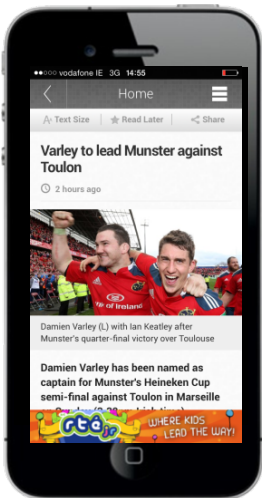 vodafone IE 3G 14:55
Home
A+ Text Size Read Later Share
Varley to lead Munster against
Toulon
2 hours ago
Damien Varley (L) with Ian Keatley after
Munster's quarter-final victory over Toulouse
Damien Varley has been named as
captain for Munster's Heineken Cup
semi-final against Toulon in Marseille
rtéjr WHERE KIDS
LEAD THE WAY!